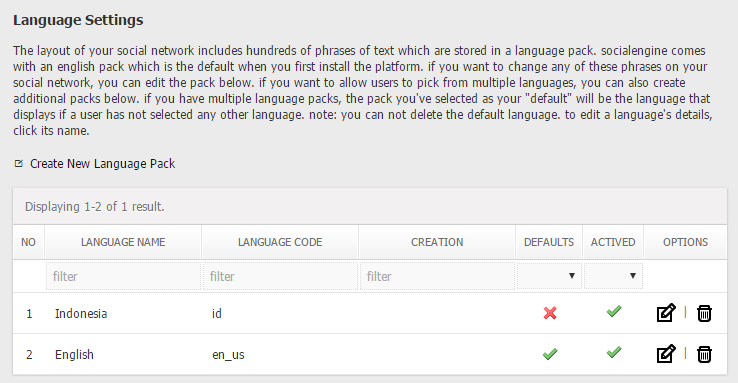 Language Settings
The layout of your social network includes hundreds of phrases of text which are stored in a language pack. socialengine comes
with an english pack which is the default when you first install the platform. if you want to change any of these phrases on your
social network, you can edit the pack below. if you want to allow users to pick from multiple languages, you can also create
additional packs below. if you have multiple language packs, the pack you've selected as your "default" will be the language that
displays if a user has not selected any other language. note: you can not delete the default language. to edit a language's details,
click its name.
Create New Language Pack
Displaying 1-2 of 1 result.
NO LANGUAGE NAME LANGUAGE CODE CREATION DEFAULTS ACTIVED OPTIONS
filter filter filter
1 Indonesia id |
2 English en_us |